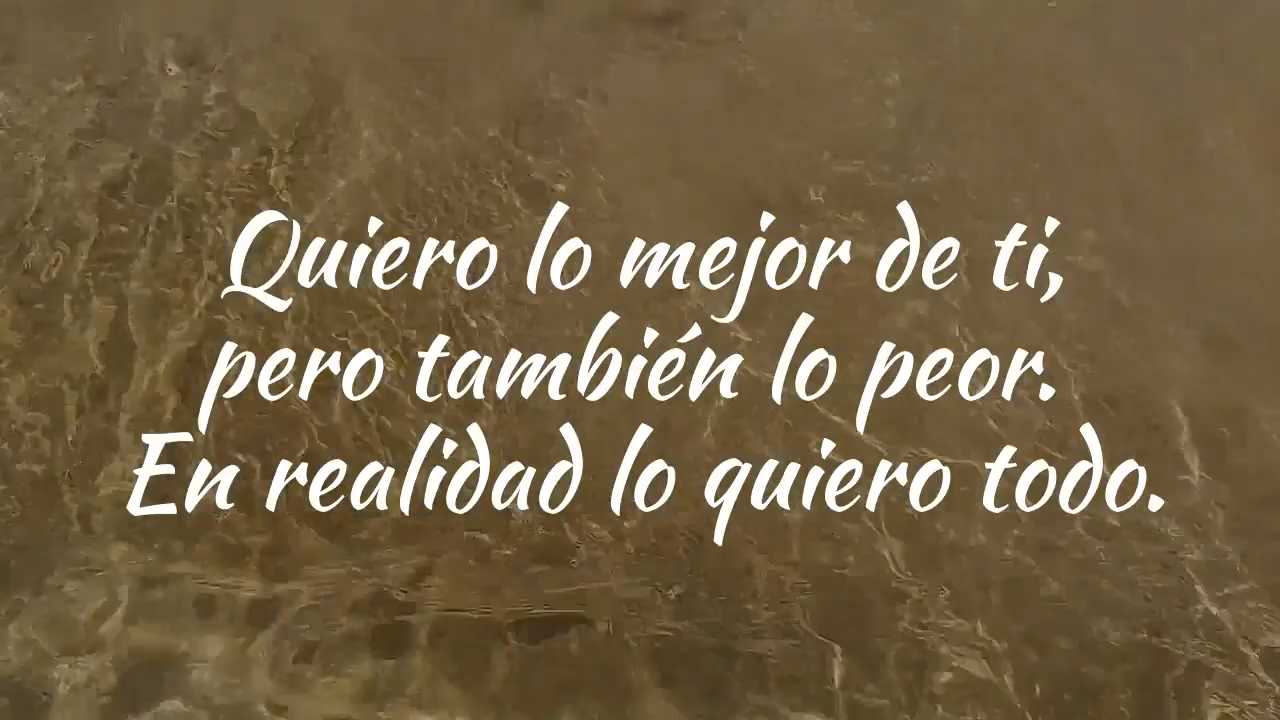 Quiero lo mejor de ti,
pero también lo peor.
En realidad lo quiero todo.